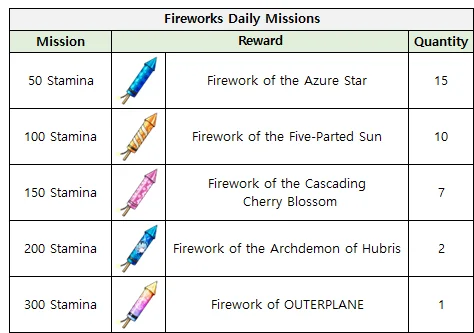 Fireworks Daily Missions
Mission Reward Quantity
50 Stamina Firework of the Azure Star 15
100 Stamina Firework of the Five-Parted Sun 10
150 Stamina Firework of the Cascading
Cherry Blossom 7
200 Stamina Firework of the Archdemon of Hubris 2
300 Stamina Firework of OUTERPLANE 1